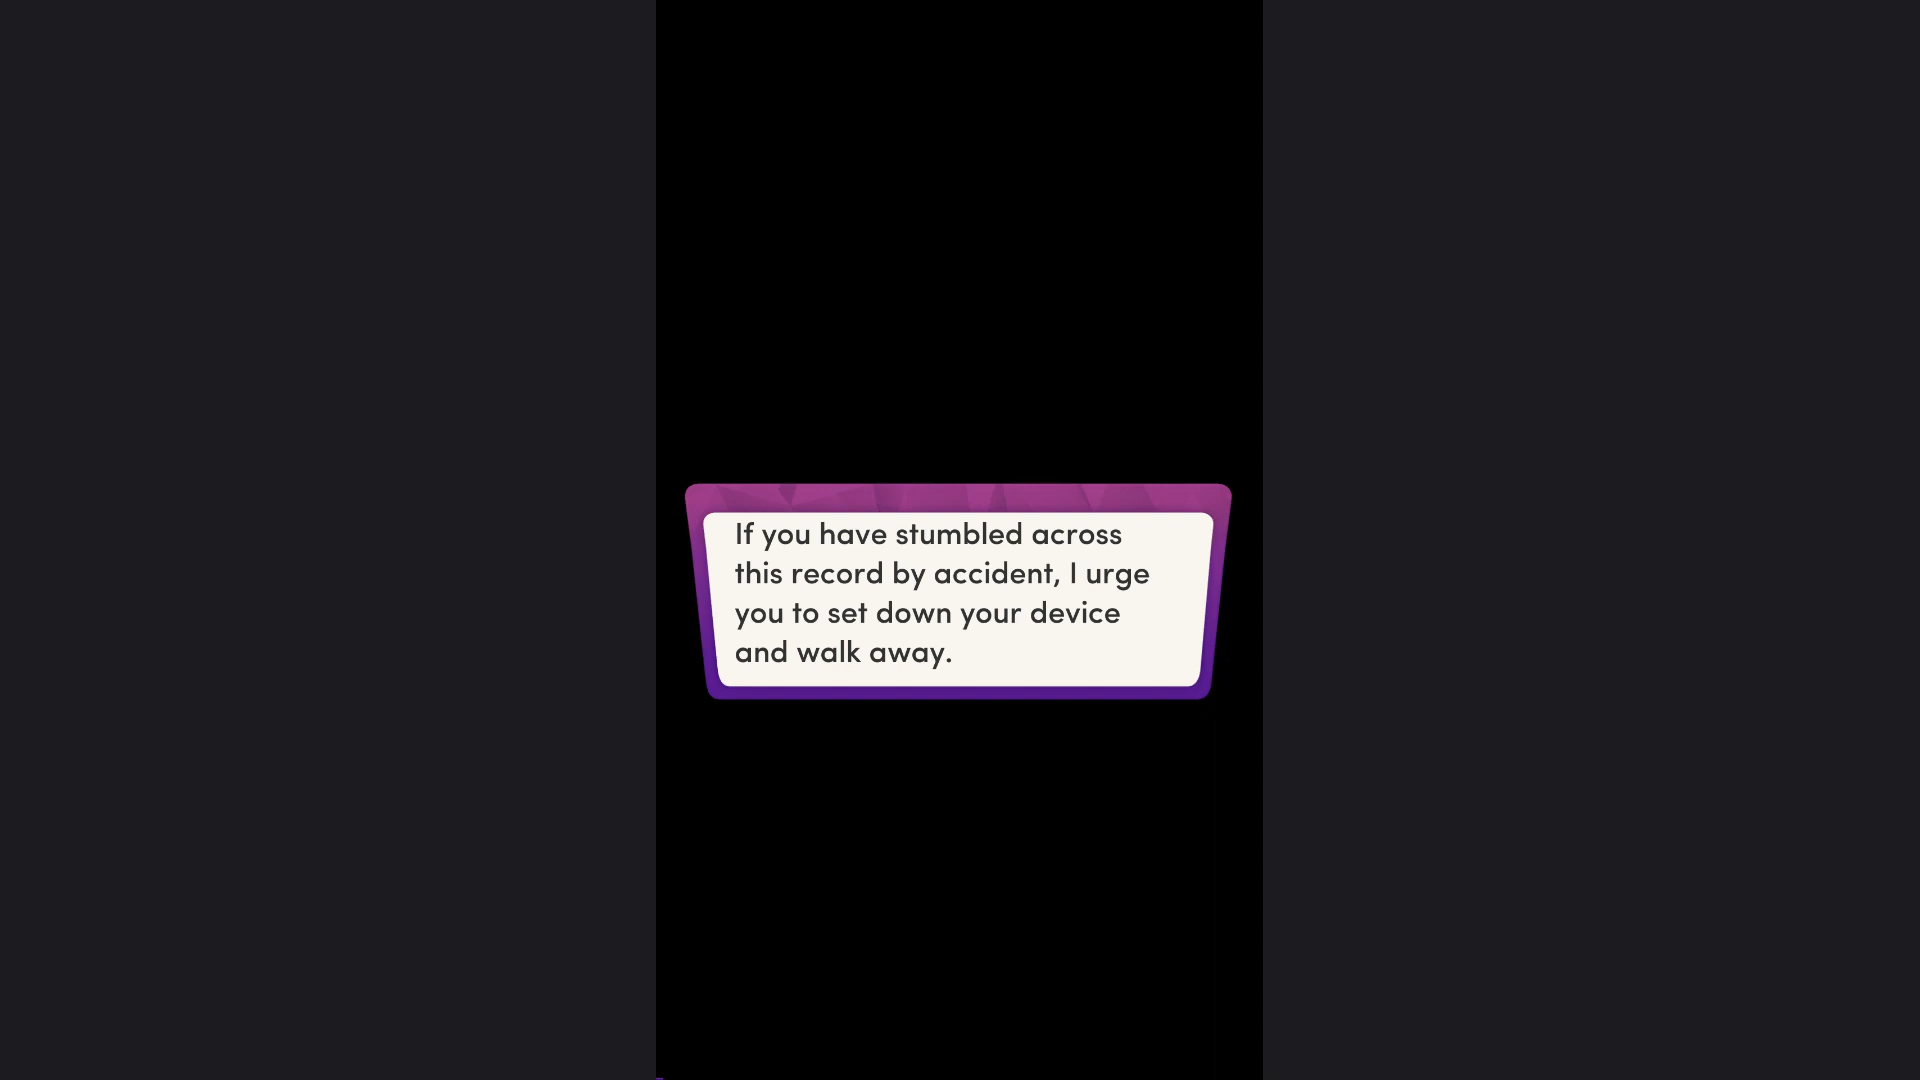 If you have stumbled across
this record by accident, I urge
you to set down your device
and walk away.